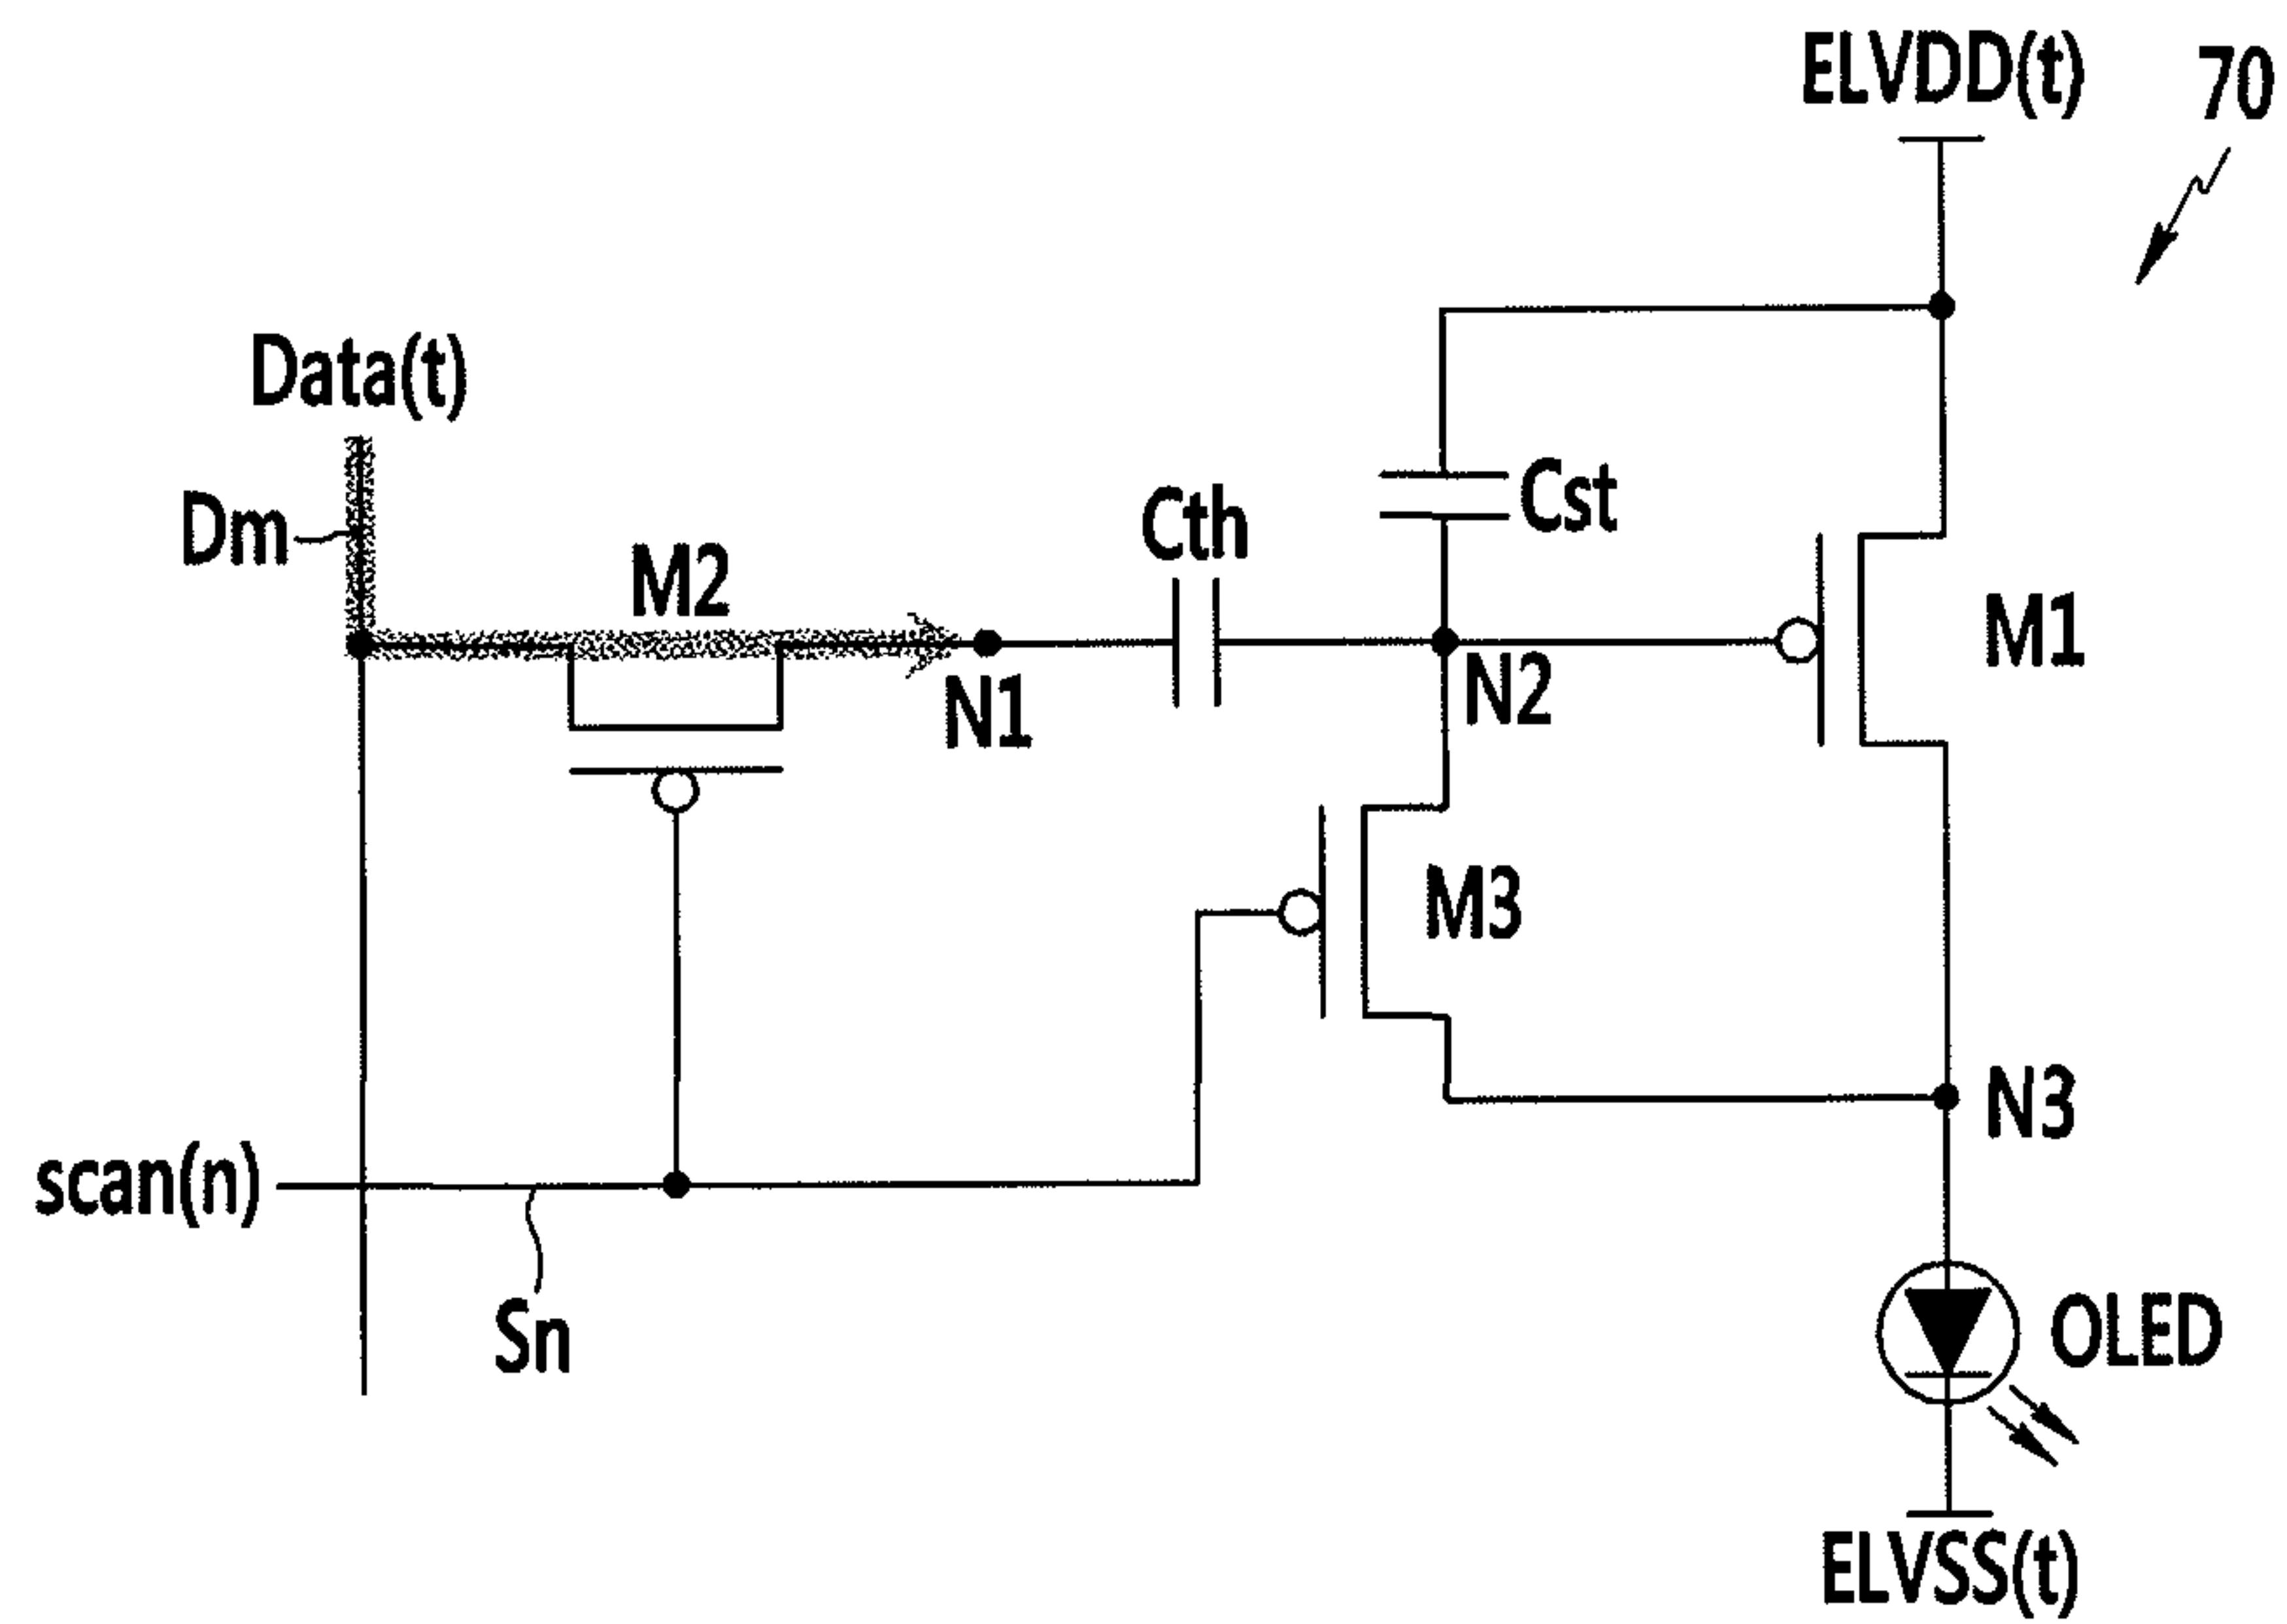 ELVDD(t)
70
Data(t)
Dm
M2
Cth
Cst
M1
N1
N2
M3
N3
scan(n)
Sn
OLED
ELVSS(t)